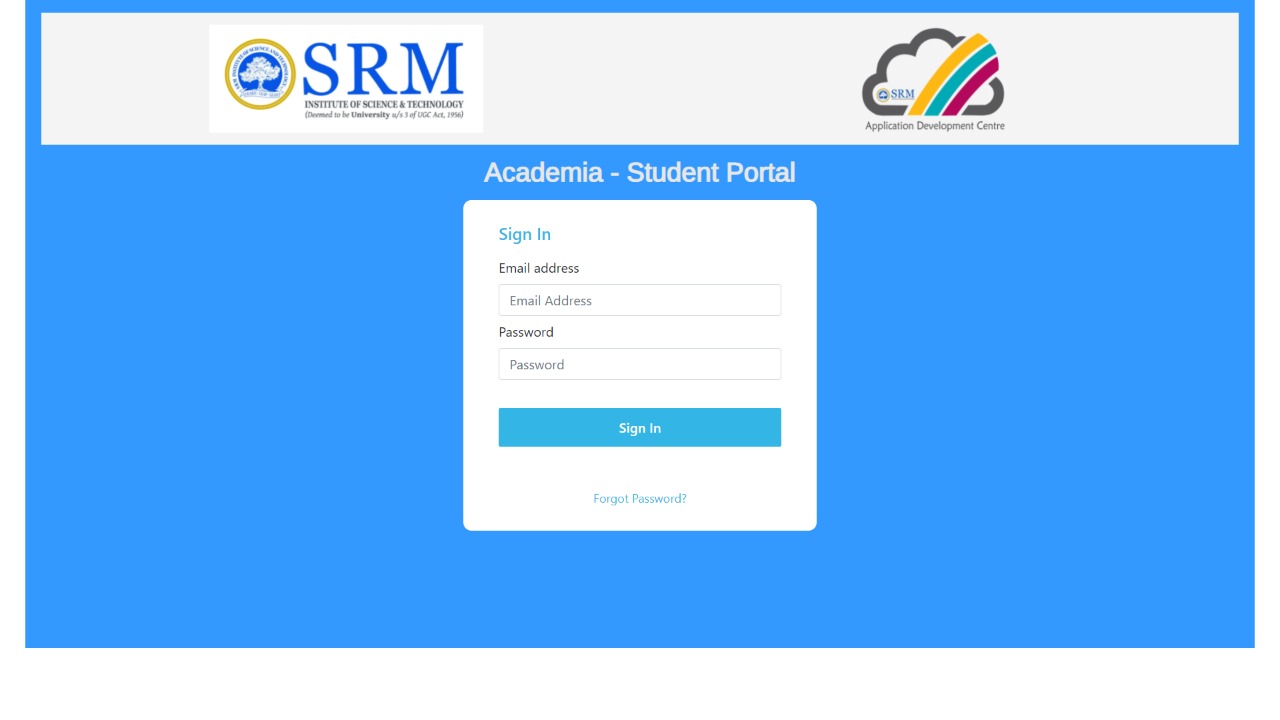 SRM
INSTITUTE OF SCIENCE & TECHNOLOGY
(Deemed to be University u/s 3 of UGC Act, 1956)
SRM
Application Development Centre
Academia - Student Portal
Sign In
Email address
Email Address
Password
Password
Sign In
Forgot Password?